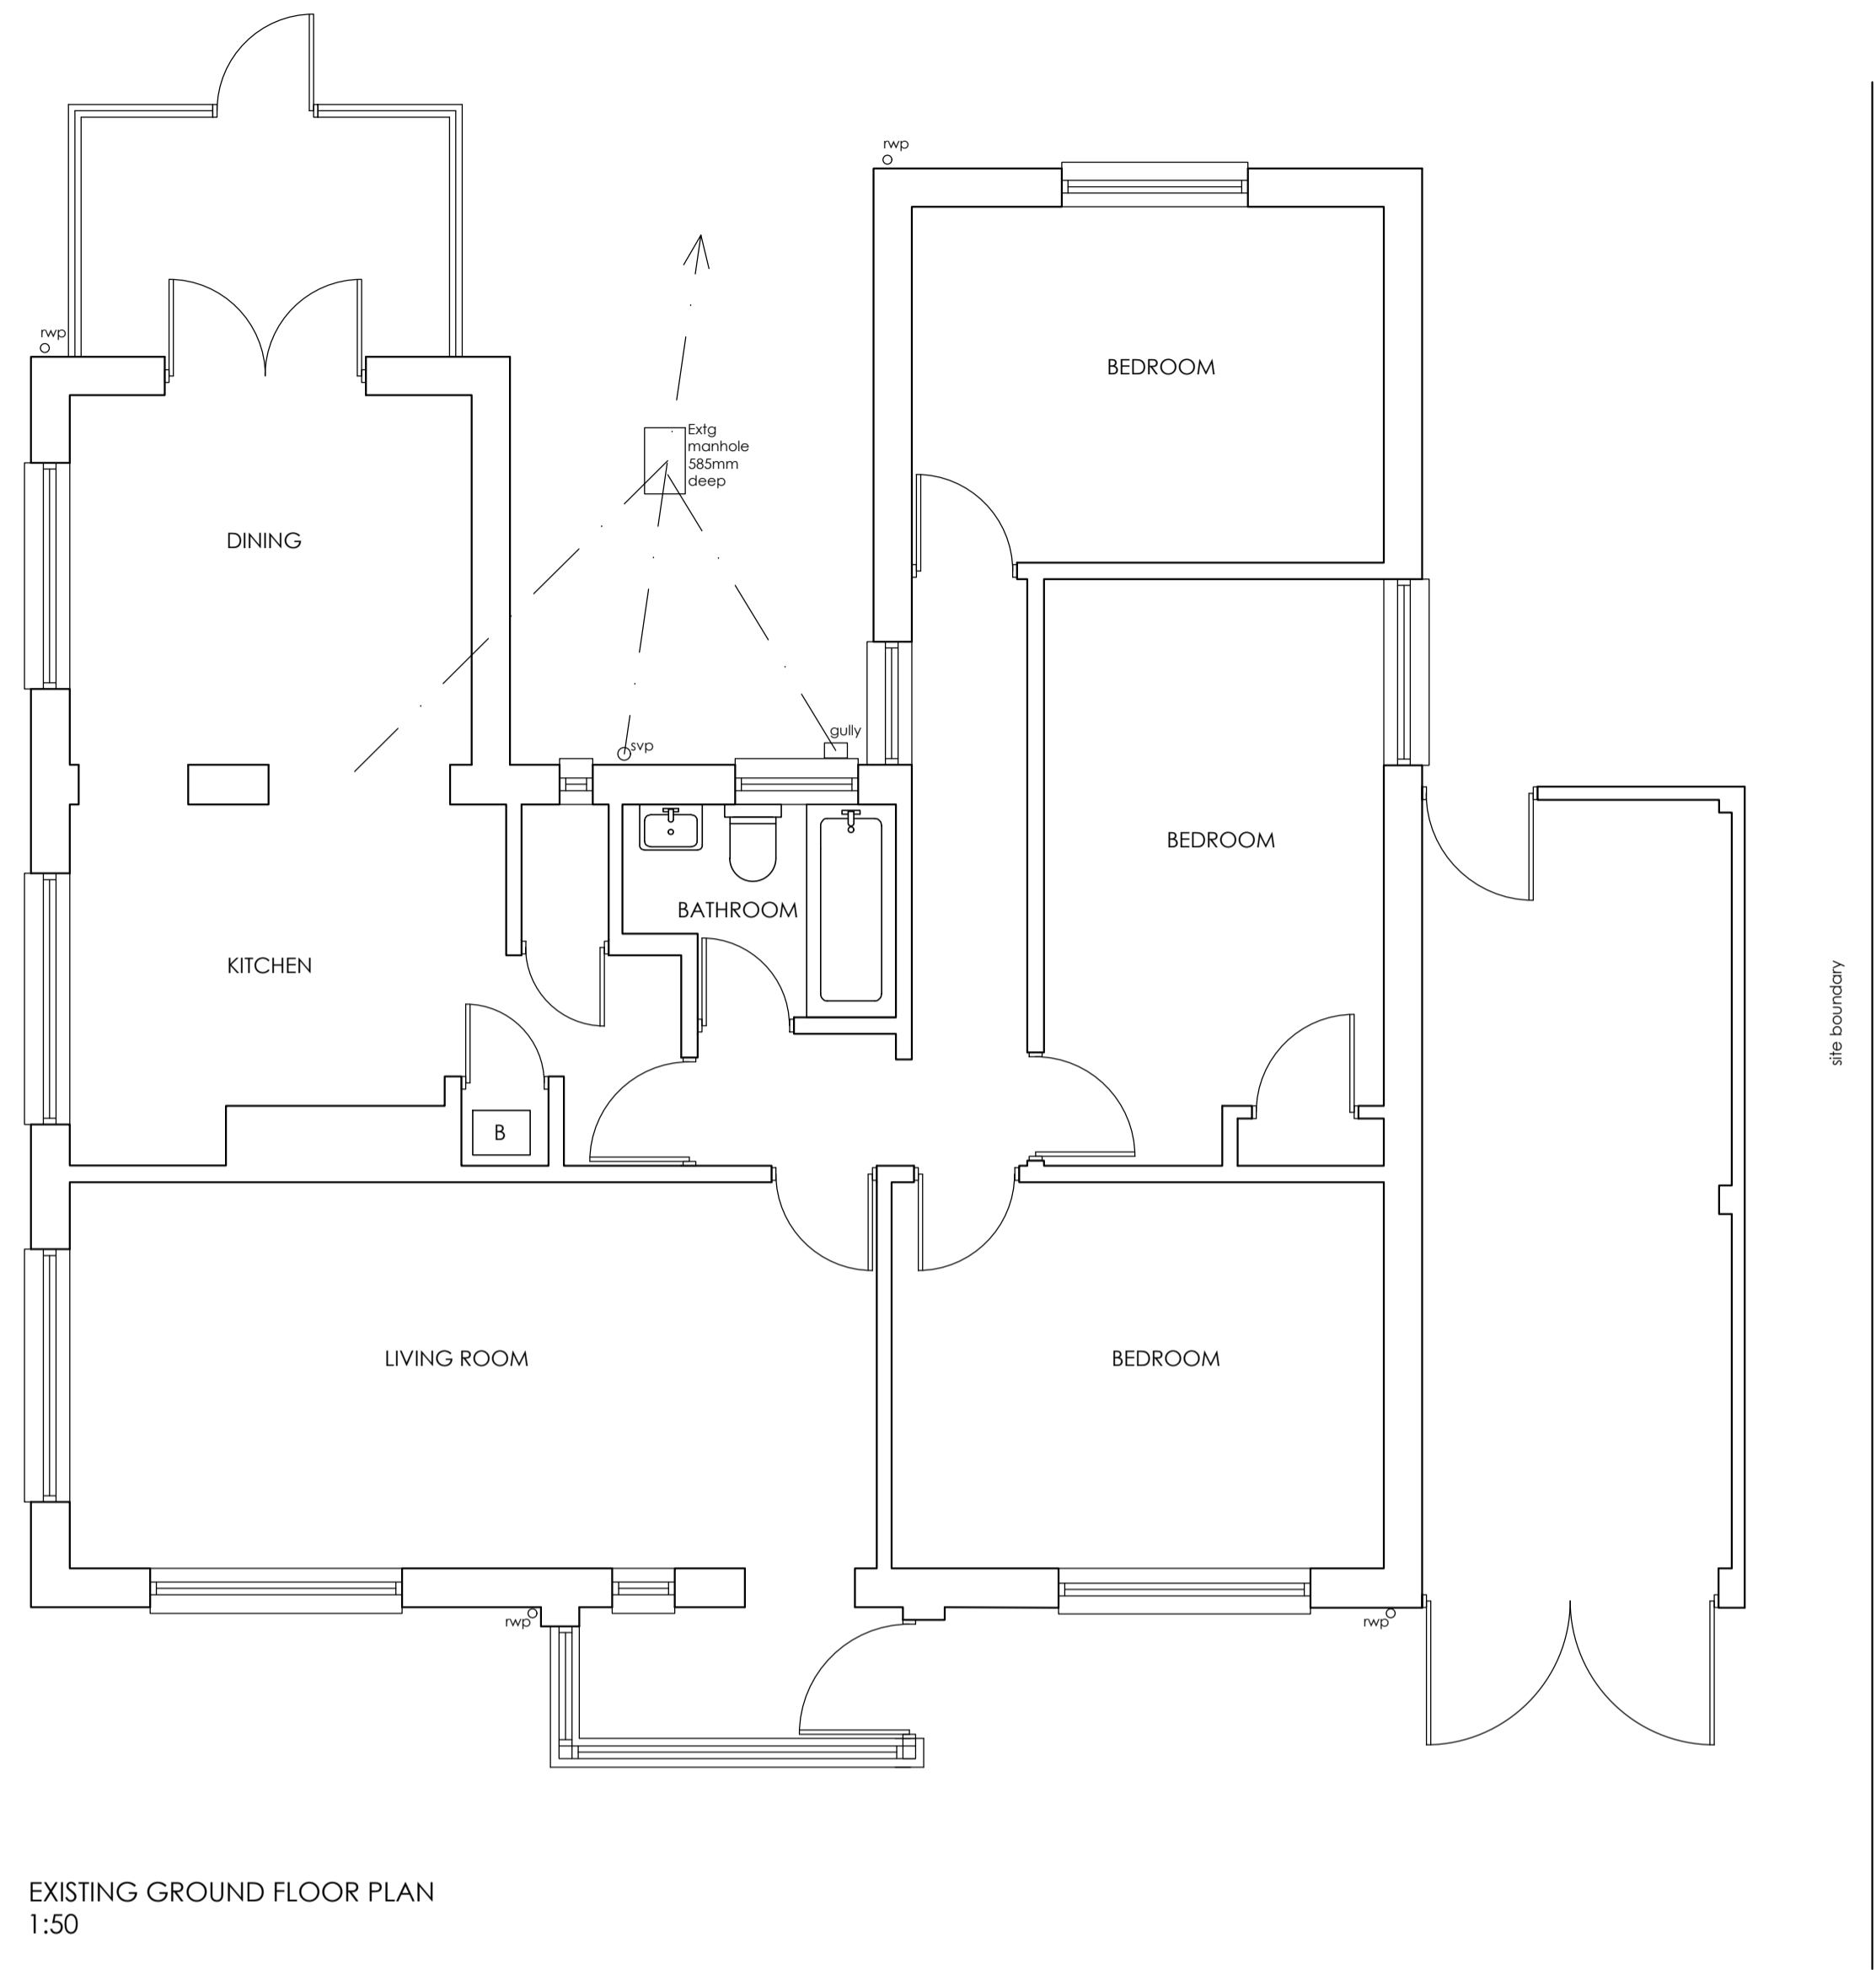 rwp
rwp
BEDROOM
Extg
manhole
585mm
deep
DINING
svp
gully
BEDROOM
BATHROOM
KITCHEN
site boundary
B
LIVING ROOM
BEDROOM
rwp
rwp
EXISTING GROUND FLOOR PLAN
1:50